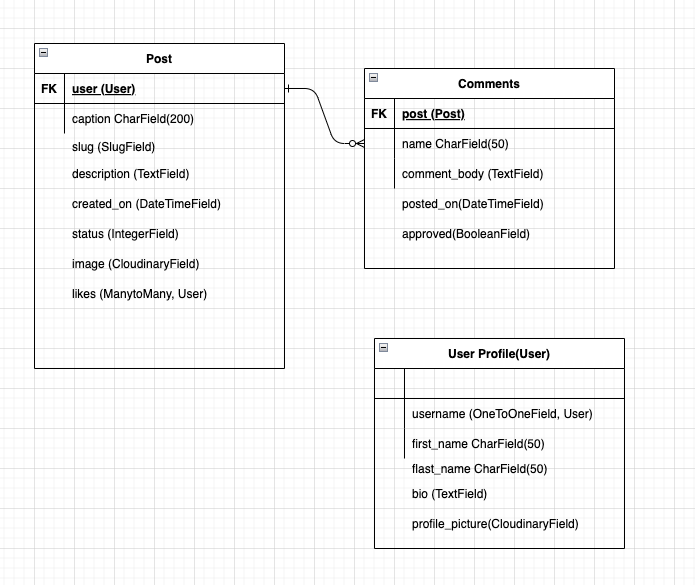 Post
FK user (User)
caption CharField(200)
slug (SlugField)
description (TextField)
created_on (DateTimeField)
status (IntegerField)
image (CloudinaryField)
likes (ManytoMany, User)
Comments
FK post (Post)
name CharField(50)
comment_body (TextField)
posted_on(DateTimeField)
approved(BooleanField)
User Profile(User)
username (OneToOneField, User)
first_name CharField(50)
flast_name CharField(50)
bio (TextField)
profile_picture(CloudinaryField)